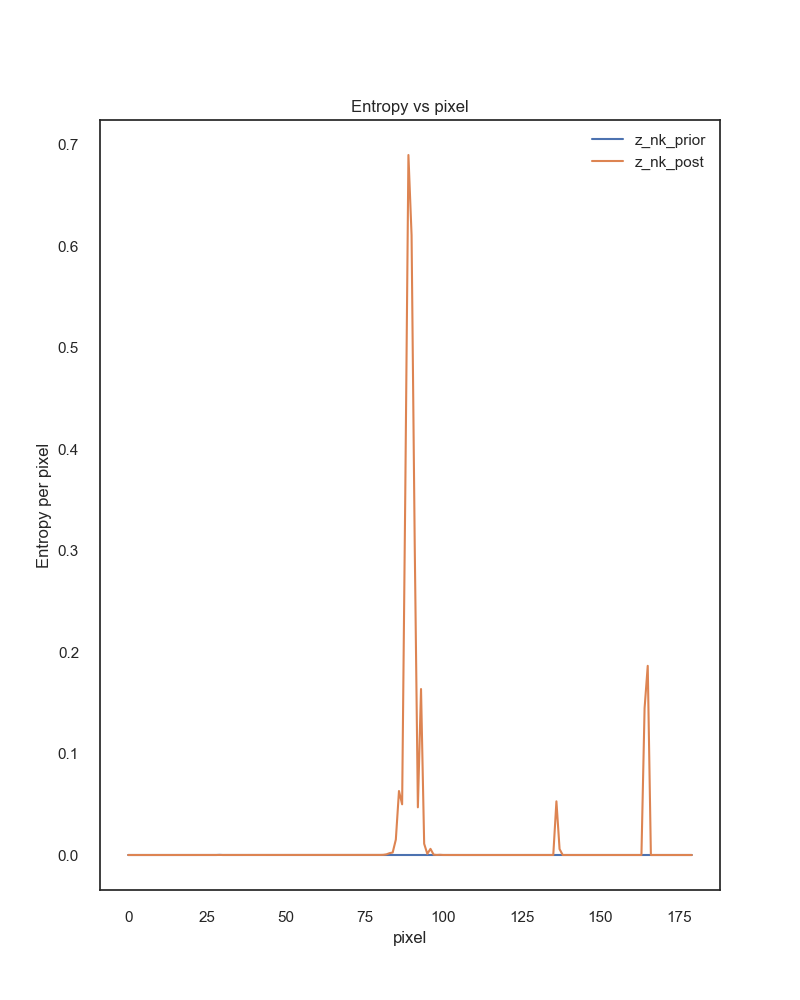 Entropy vs pixel
z_nk_prior
z_nk_post
Entropy per pixel
0.7
0.6
0.5
0.4
0.3
0.2
0.1
0.0
0 25 50 75 100 125 150 175
pixel